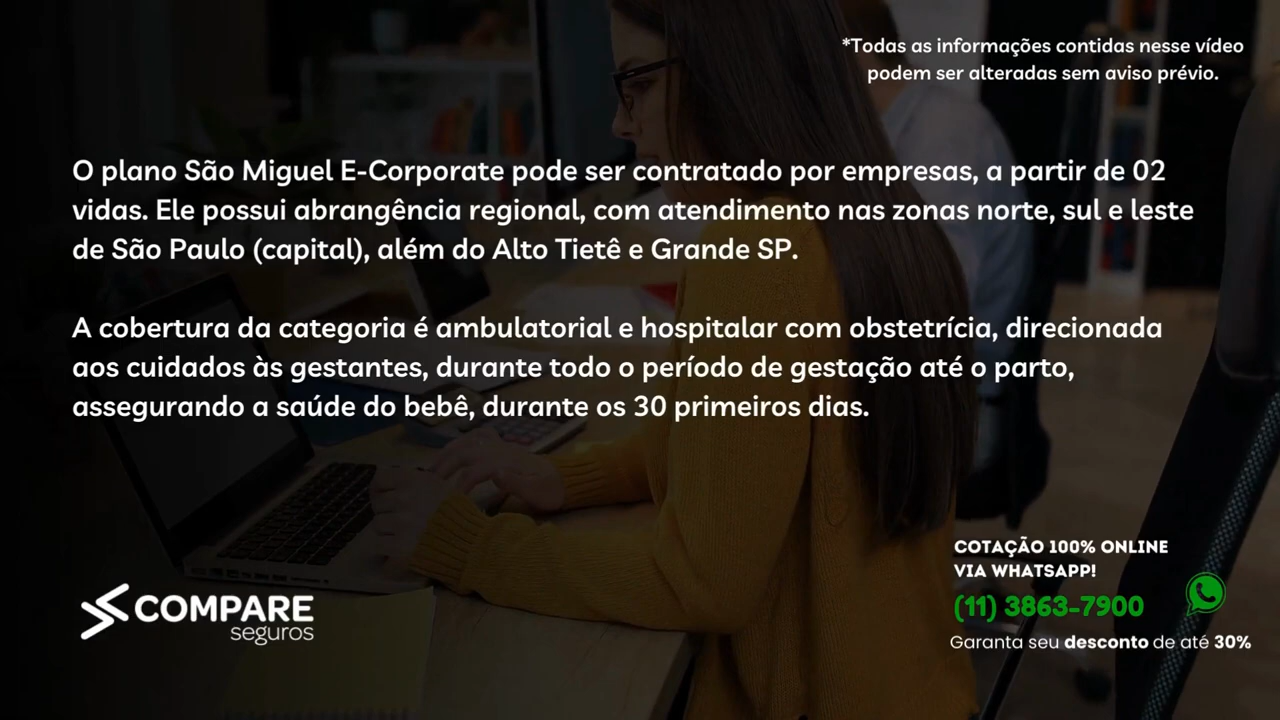 *Todas as informações contidas nesse vídeo
podem ser alteradas sem aviso prévio.
O plano São Miguel E-Corporate pode ser contratado por empresas, a partir de 02
vidas. Ele possui abrangência regional, com atendimento nas zonas norte, sul e leste
de São Paulo (capital), além do Alto Tietê e Grande SP.
A cobertura da categoria é ambulatorial e hospitalar com obstetrícia, direcionada
aos cuidados às gestantes, durante todo o período de gestação até o parto,
assegurando a saúde do bebê, durante os 30 primeiros dias.
COMPARE
seguros
COTAÇÃO 100% ONLINE
VIA WHATSAPP!
(11) 3863-7900
Garanta seu desconto de até 30%